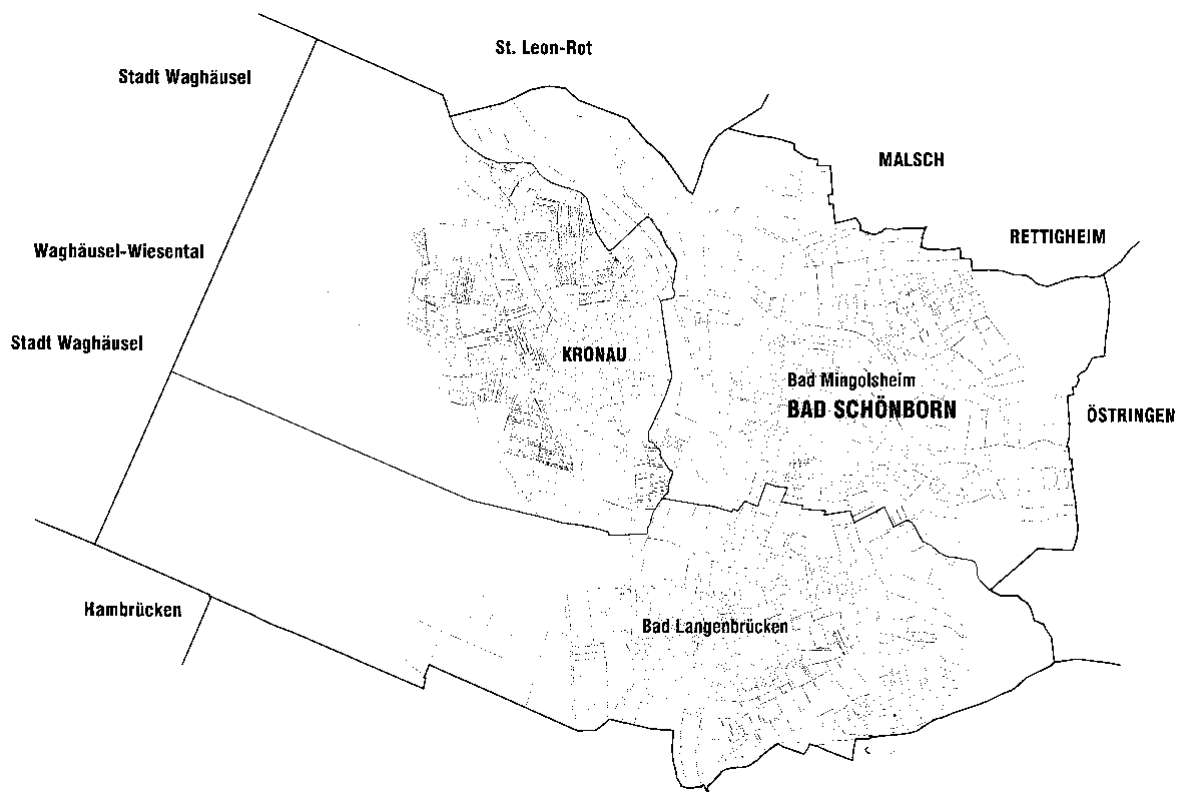 St. Leon-Rot
Stadt Waghäusel
MALSCH
RETTIGHEIM
Waghäusel-Wiesental
Stadt Waghäusel
KRONAU
Bad Mingolsheim
BAD SCHÖNBORN
ÖSTRINGEN
Hambrücken
Bad Langenbrücken